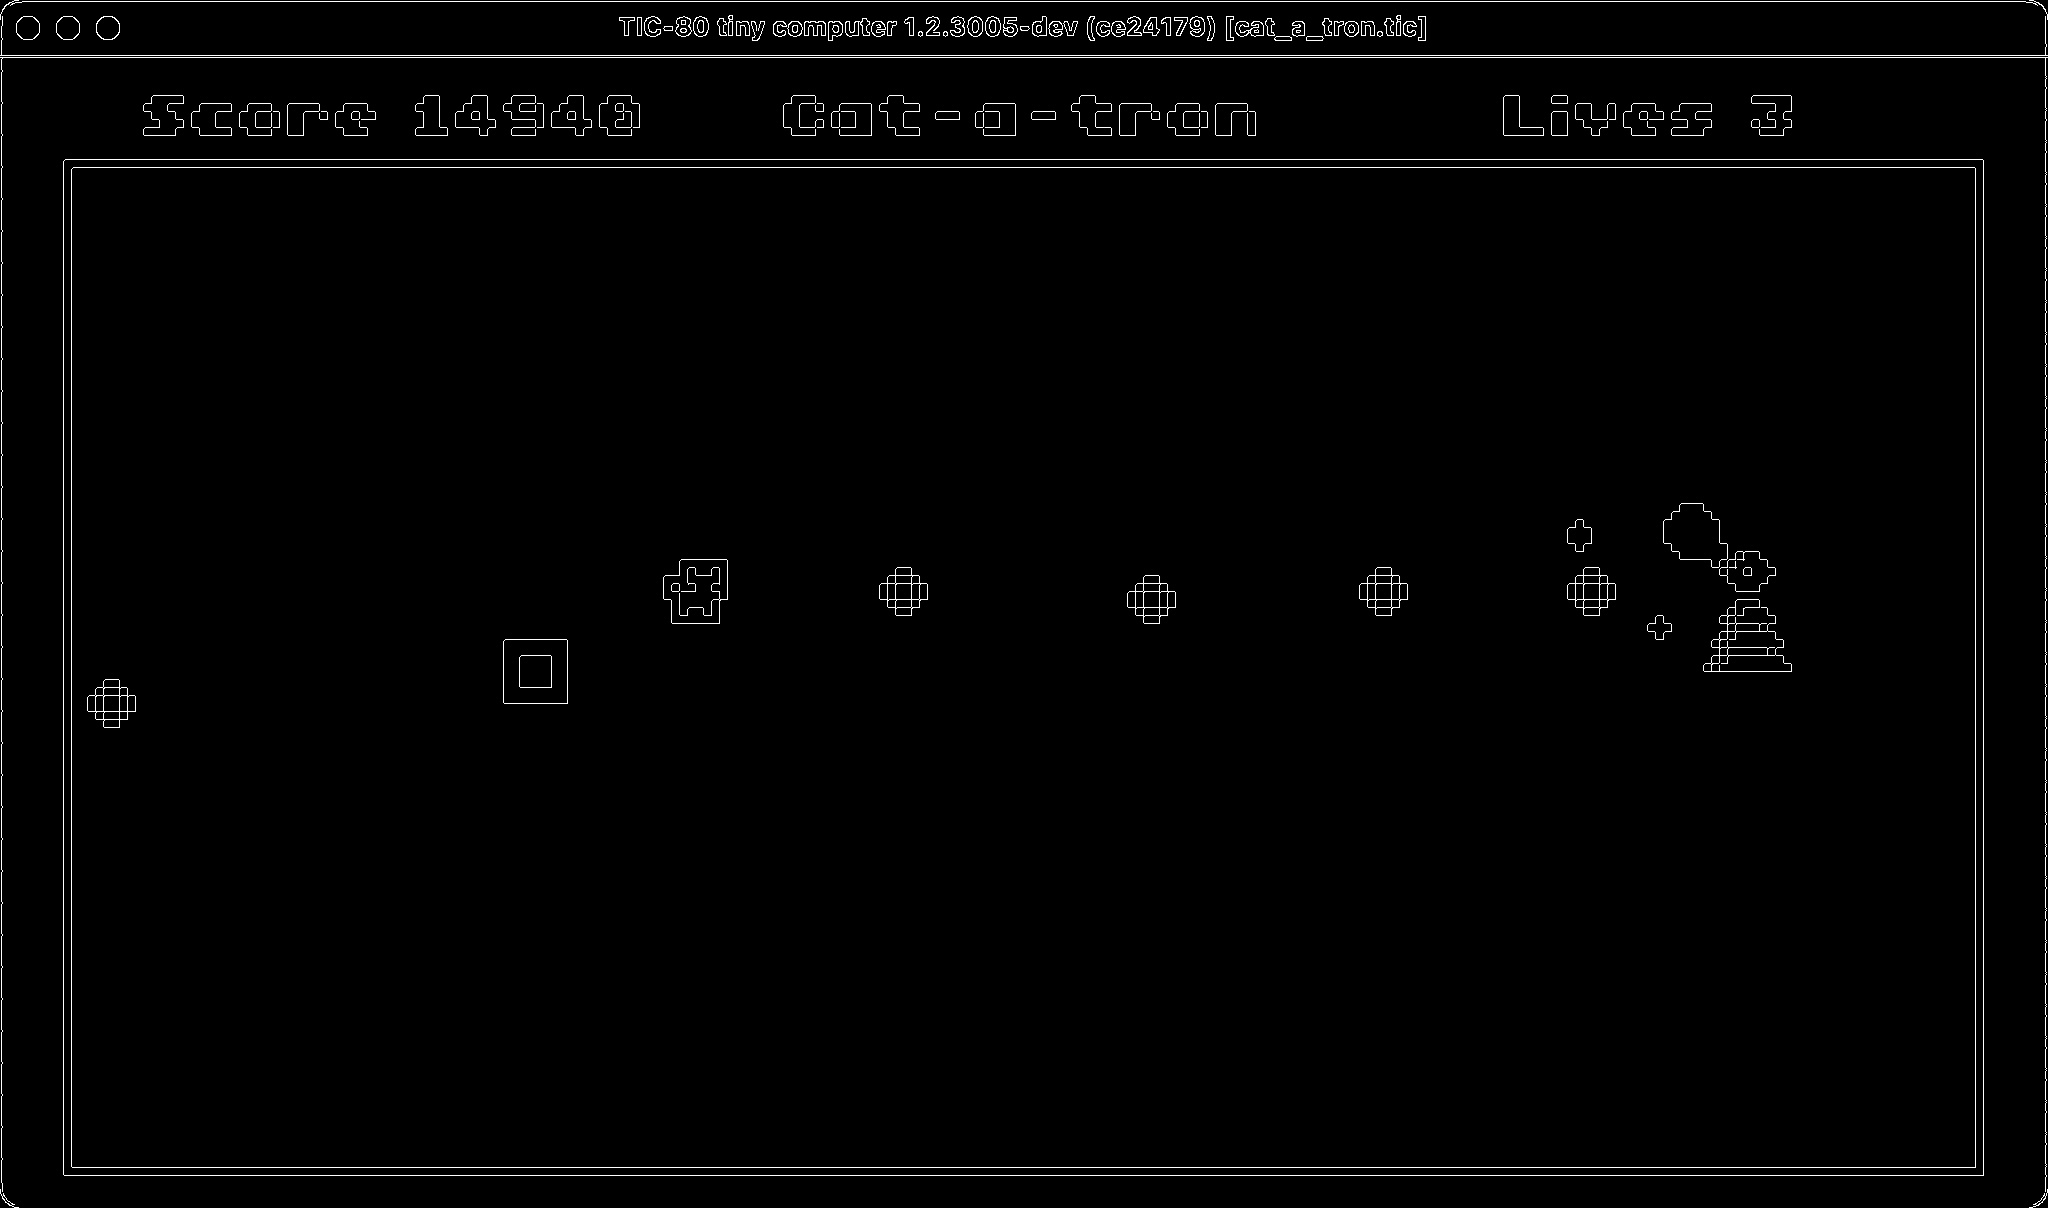 TIC-80 tiny computer 1.2.3005-dev (ce24179) [cat_a_tron.tic]
Score 14940 Cat-a-tron Lives 3